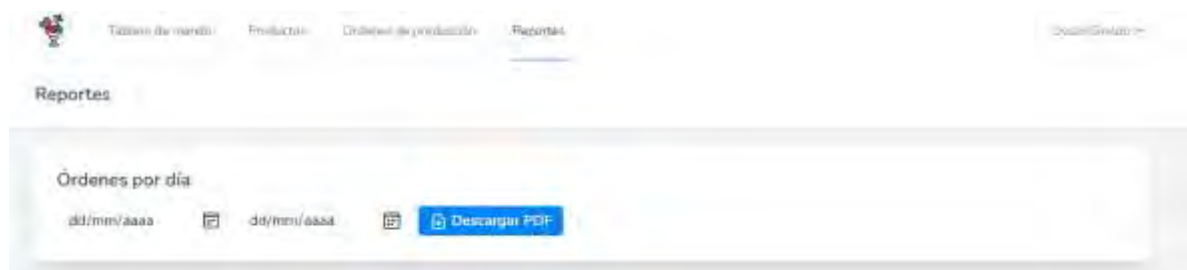 Tablero de mando Productos Órdenes de producción Reportes
Reportes
Órdenes por día
dd/mm/aaaa dd/mm/aaaa Descargar PDF